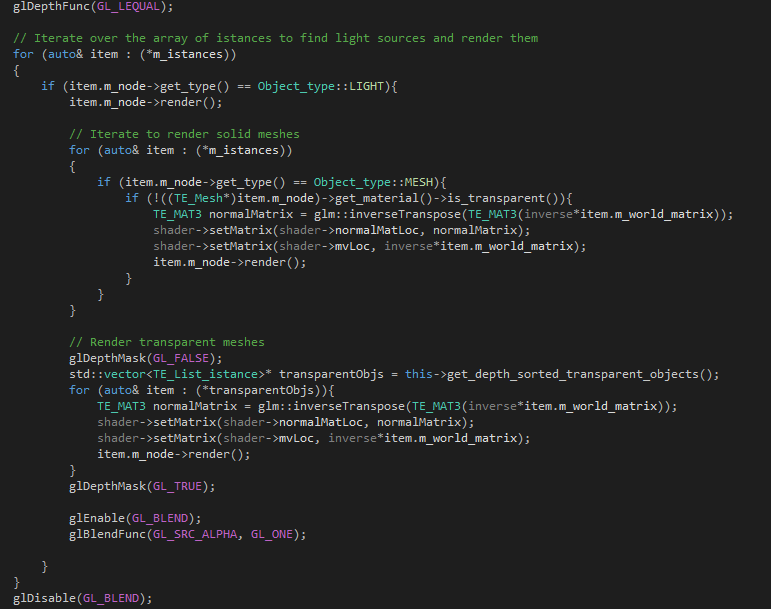 glDepthFunc(GL_LEQUAL);
// Iterate over the array of istances to find light sources and render them
for (auto& item : (*m_istances))
{
if (item.m_node->get_type() == Object_type::LIGHT){
item.m_node->render();
// Iterate to render solid meshes
for (auto& item : (*m_istances))
{
if (item.m_node->get_type() == Object_type::MESH){
if (!((TE_Mesh*)item.m_node)->get_material()->is_transparent()){
TE_MAT3 normalMatrix = glm::inverseTranspose(TE_MAT3(inverse*item.m_world_matrix));
shader->setMatrix(shader->normalMatLoc, normalMatrix);
shader->setMatrix(shader->mvLoc, inverse*item.m_world_matrix);
item.m_node->render();
}
}
}
// Render transparent meshes
glDepthMask(GL_FALSE);
std::vector<TE_List_istance>* transparentObjs = this->get_depth_sorted_transparent_objects();
for (auto& item : (*transparentObjs)){
TE_MAT3 normalMatrix = glm::inverseTranspose(TE_MAT3(inverse*item.m_world_matrix));
shader->setMatrix(shader->normalMatLoc, normalMatrix);
shader->setMatrix(shader->mvLoc, inverse*item.m_world_matrix);
item.m_node->render();
}
glDepthMask(GL_TRUE);
glEnable(GL_BLEND);
glBlendFunc(GL_SRC_ALPHA, GL_ONE);
}
}
glDisable(GL_BLEND);